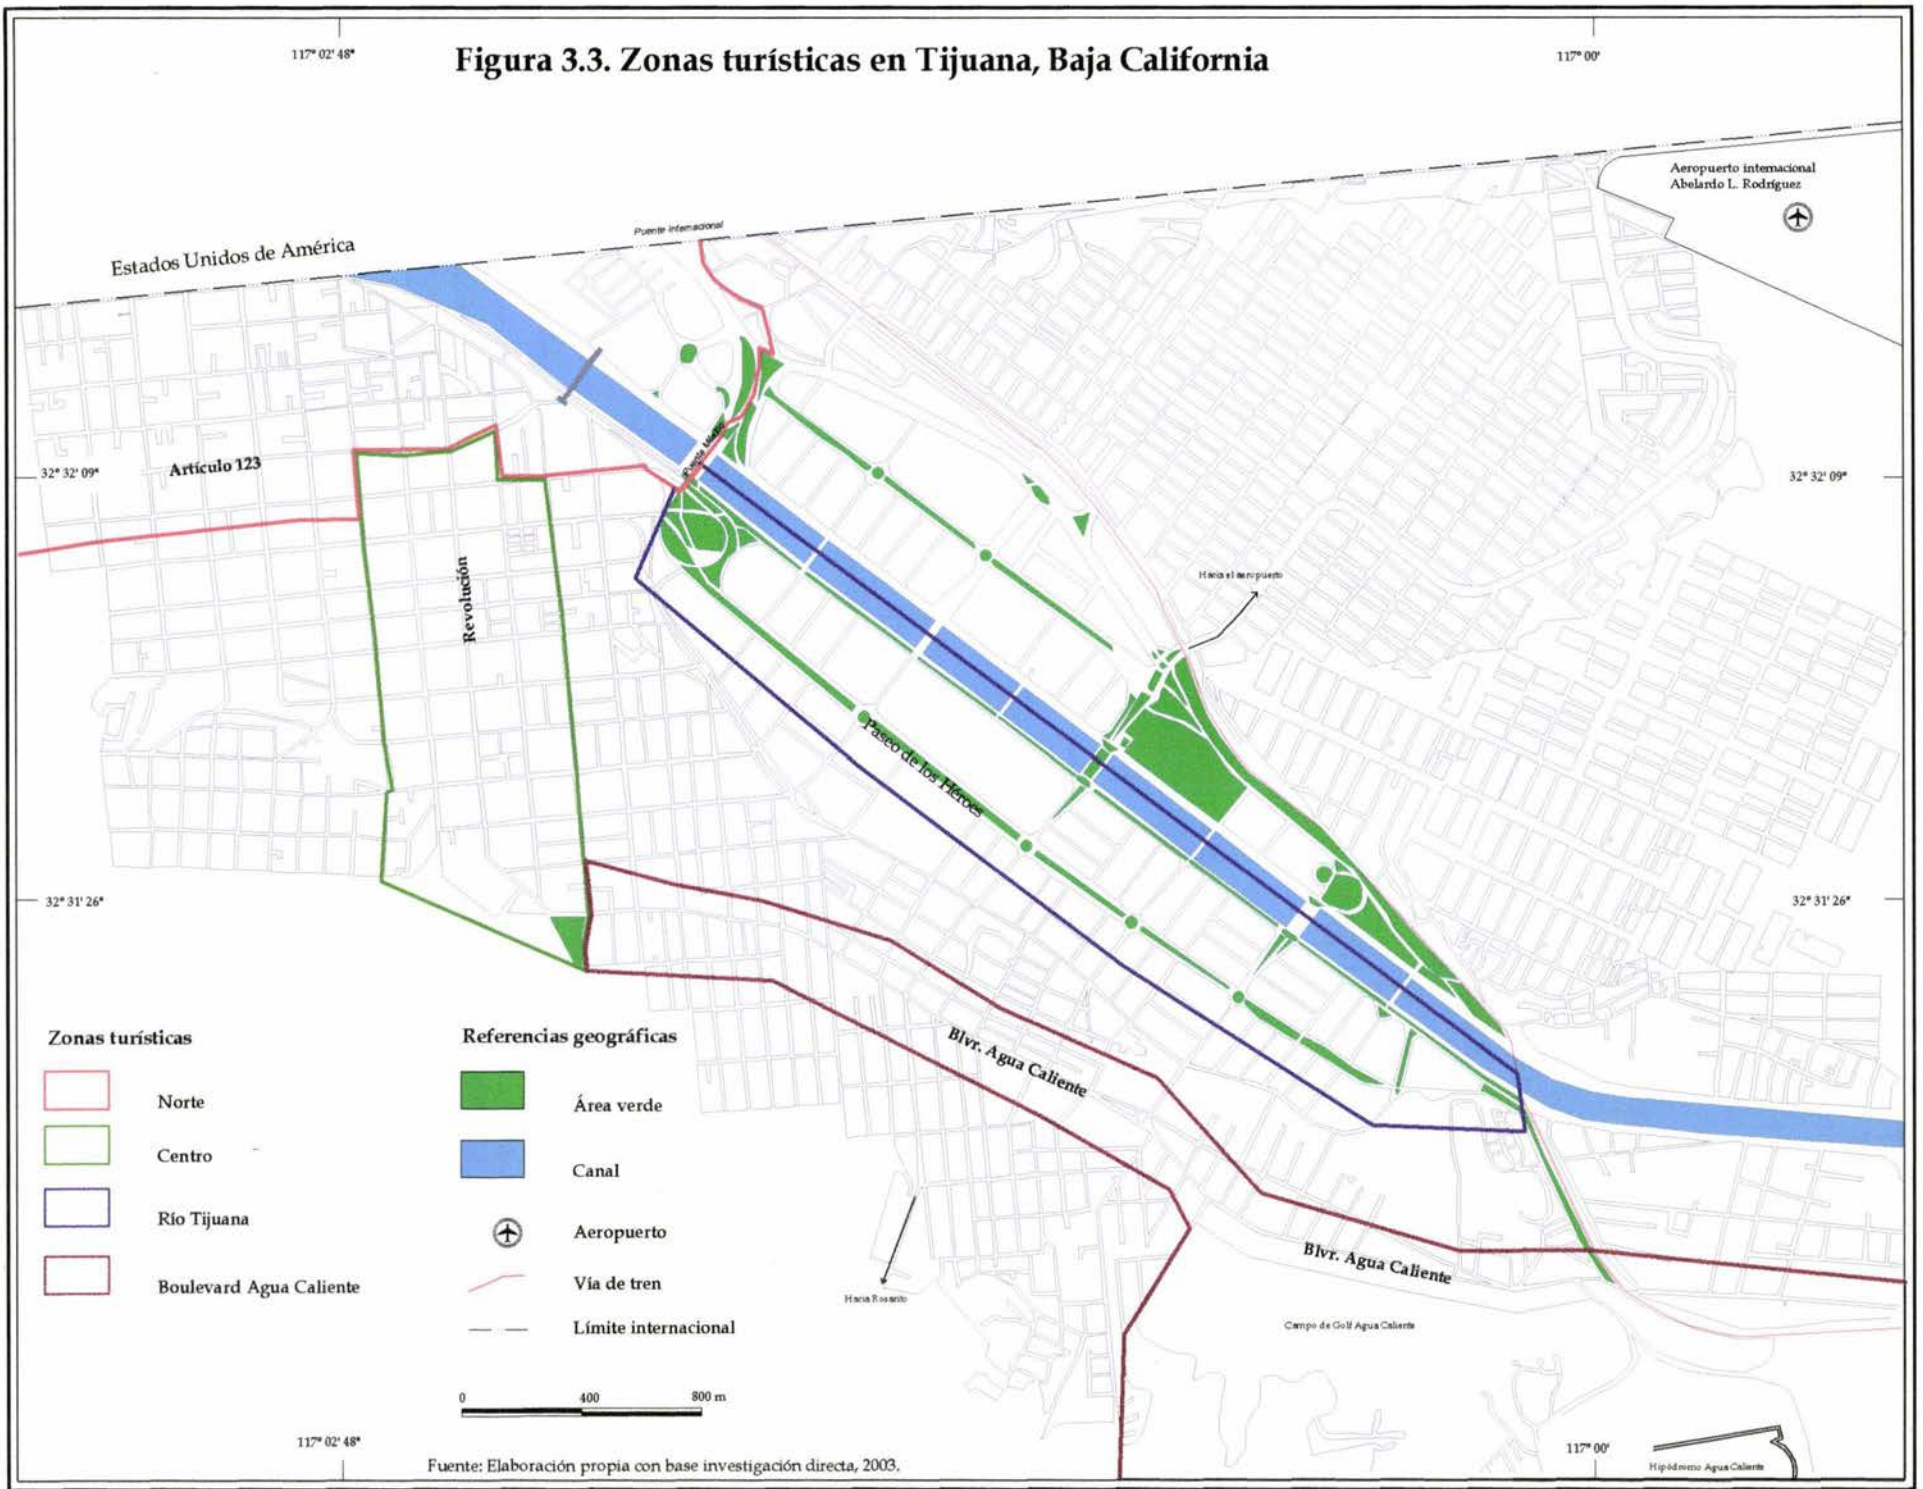 117° 02' 48"
Figura 3.3. Zonas turísticas en Tijuana, Baja California
117° 00'
Aeropuerto internacional
Abelardo L. Rodríguez
Puente internacional
Estados Unidos de América
Puente México
32° 32' 09"
Artículo 123
32° 32' 09"
Revolución
Hacia el aeropuerto
Paseo de los Héroes
32° 31' 26"
32° 31' 26"
Zonas turísticas
Norte
Centro
Río Tijuana
Boulevard Agua Caliente
Referencias geográficas
Área verde
Canal
Aeropuerto
Vía de tren
Límite internacional
Blvr. Agua Caliente
Blvr. Agua Caliente
Hacia Rosarito
Campo de Golf Agua Caliente
0 400 800 m
117° 02' 48"
117° 00'
Hipódromo Agua Caliente
Fuente: Elaboración propia con base investigación directa, 2003.